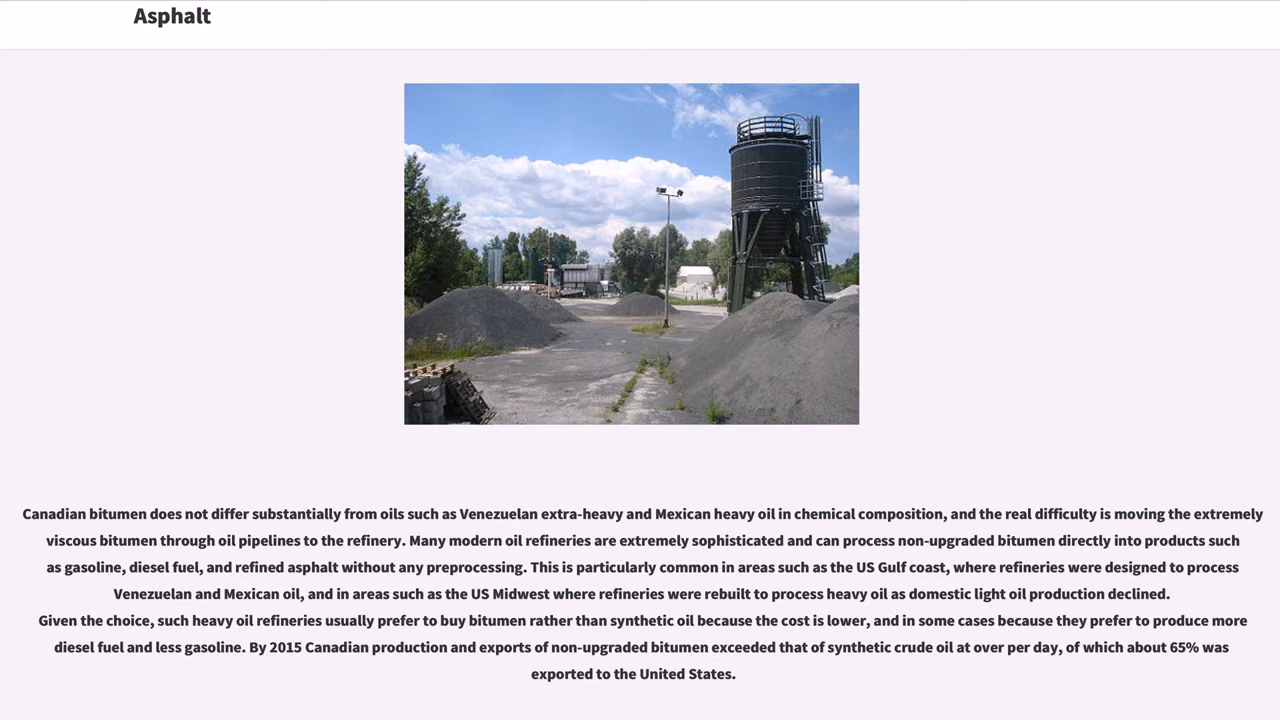 Asphalt
Canadian bitumen does not differ substantially from oils such as Venezuelan extra-heavy and Mexican heavy oil in chemical composition, and the real difficulty is moving the extremely
viscous bitumen through oil pipelines to the refinery. Many modern oil refineries are extremely sophisticated and can process non-upgraded bitumen directly into products such
as gasoline, diesel fuel, and refined asphalt without any preprocessing. This is particularly common in areas such as the US Gulf coast, where refineries were designed to process
Venezuelan and Mexican oil, and in areas such as the US Midwest where refineries were rebuilt to process heavy oil as domestic light oil production declined.
Given the choice, such heavy oil refineries usually prefer to buy bitumen rather than synthetic oil because the cost is lower, and in some cases because they prefer to produce more
diesel fuel and less gasoline. By 2015 Canadian production and exports of non-upgraded bitumen exceeded that of synthetic crude oil at over per day, of which about 65% was
exported to the United States.